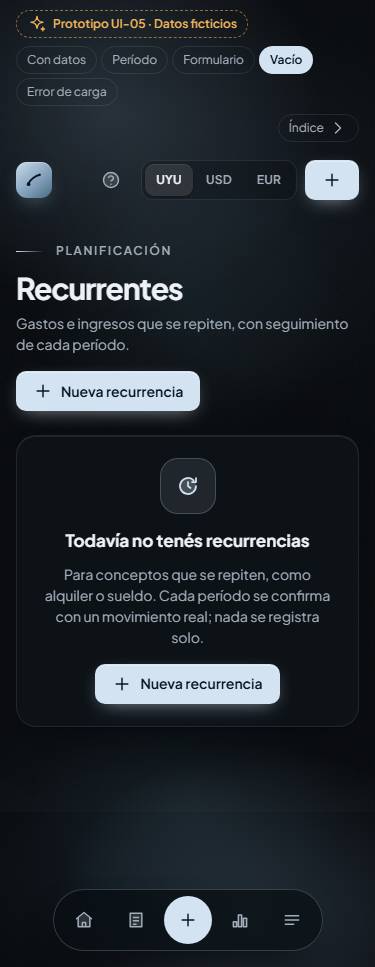 Prototipo UI-05 · Datos ficticios
Con datos
Período
Formulario
Vacío
Error de carga
Índice
UYU
USD
EUR
PLANIFICACIÓN
Recurrentes
Gastos e ingresos que se repiten, con seguimiento
de cada período.
Nueva recurrencia
Todavía no tenés recurrencias
Para conceptos que se repiten, como
alquiler o sueldo. Cada período se confirma
con un movimiento real; nada se registra
solo.
Nueva recurrencia